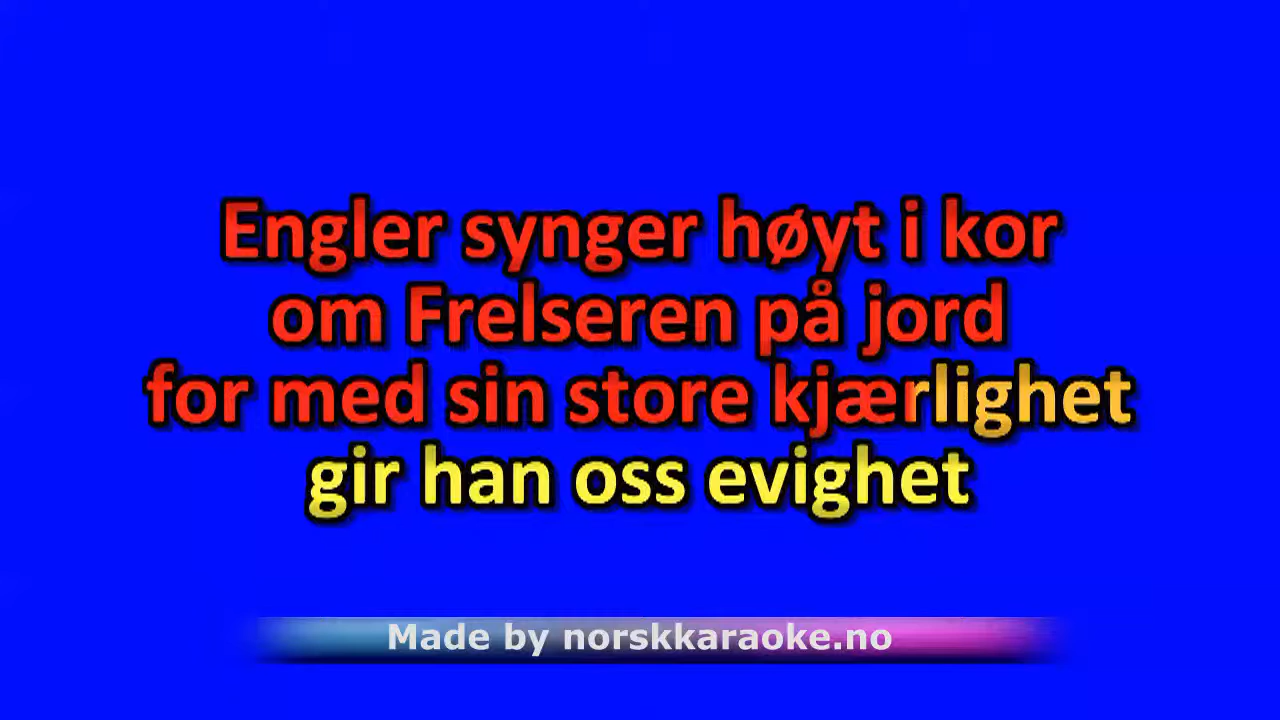 Engler synger høyt i kor
om Frelseren på jord
for med sin store kjærlighet
gir han oss evighet
Made by norskkaraoke.no